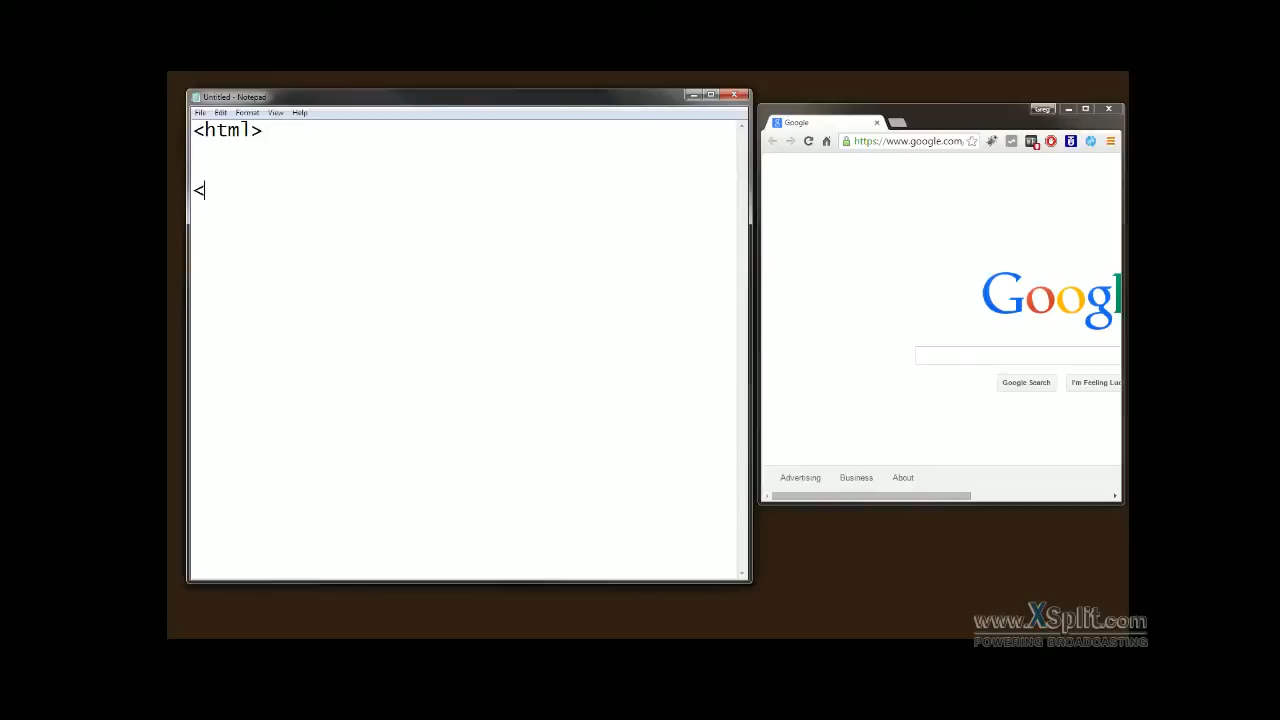 Untitled - Notepad
File Edit Format View Help
<html>
<
Greg
Google
https://www.google.com/
Goog
Google Search
I'm Feeling Luc
Advertising Business About
www.XSplit.com
POWERING BROADCASTING